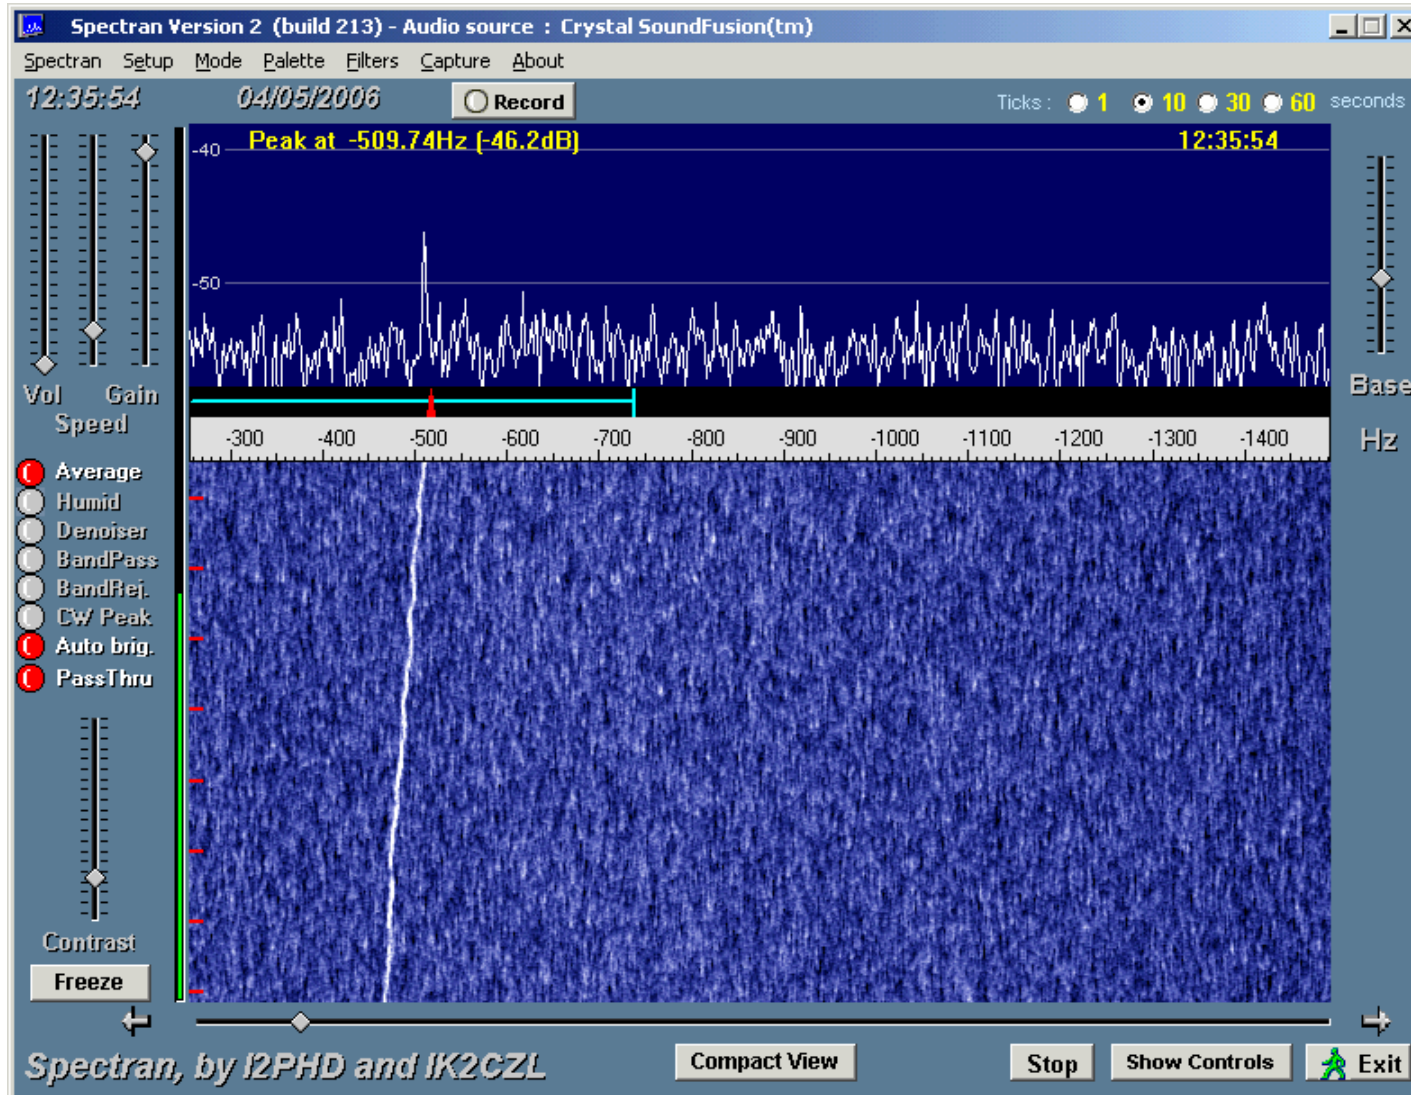 Spectran Version 2 (build 213) - Audio source : Crystal SoundFusion(tm)
Spectran Setup Mode Palette Filters Capture About
12:35:54 04/05/2006 Record Ticks : 1 10 30 60 seconds
Peak at -509.74Hz (-46.2dB) 12:35:54
-40
-50
Vol Gain
Speed
Base
Hz
-300 -400 -500 -600 -700 -800 -900 -1000 -1100 -1200 -1300 -1400
Average
Humid
Denoiser
BandPass
BandRej.
CW Peak
Auto brig.
PassThru
Contrast
Freeze
Spectran, by I2PHD and IK2CZL
Compact View
Stop
Show Controls
Exit